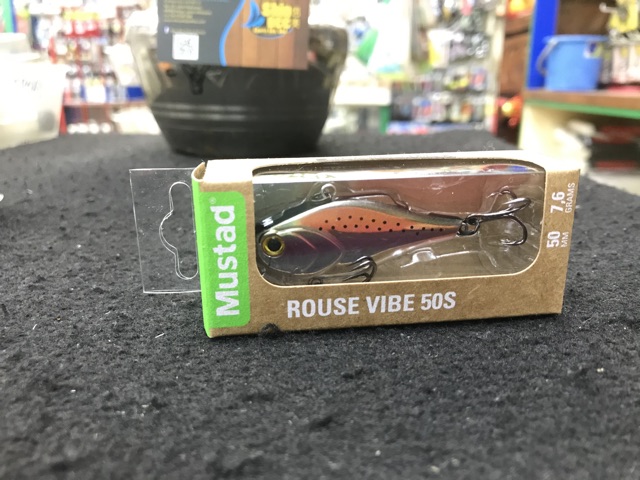 Mustad
ROUSE VIBE 50S
50 7,6
MM GRAMS